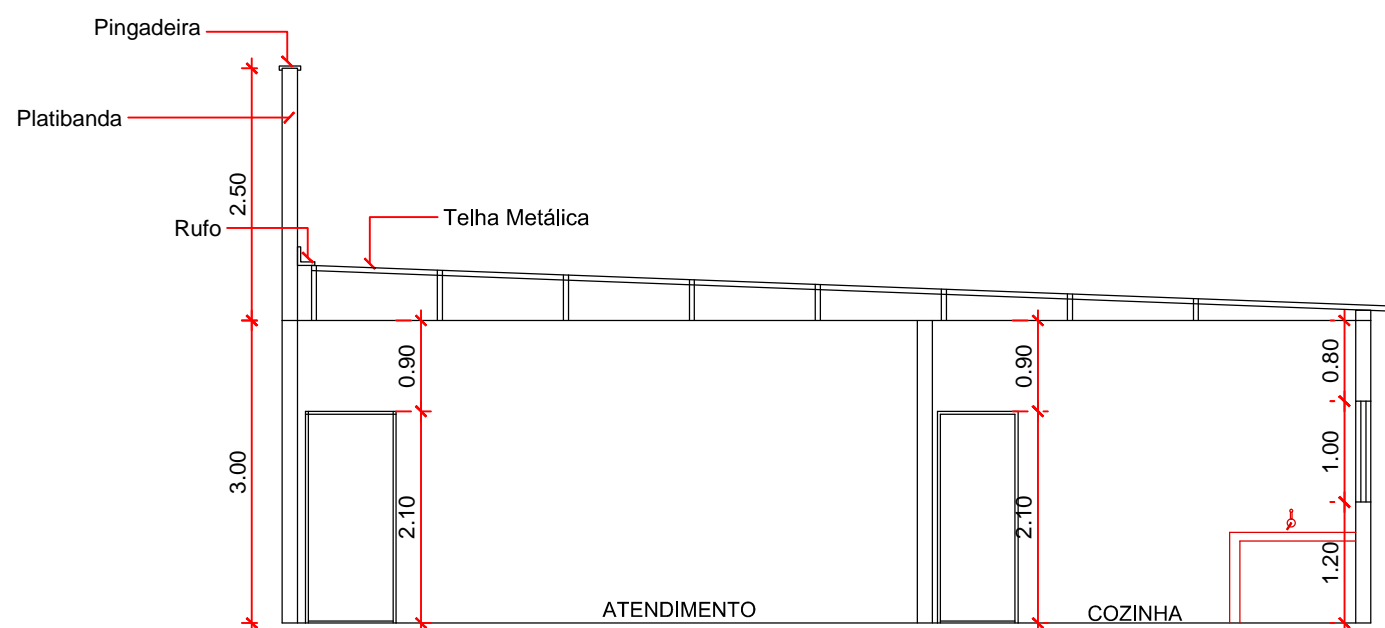 Pingadeira
Platibanda
2.50
Rufo
Telha Metálica
0.90
0.90
0.80
3.00
2.10
2.10
1.00
1.20
ATENDIMENTO
COZINHA